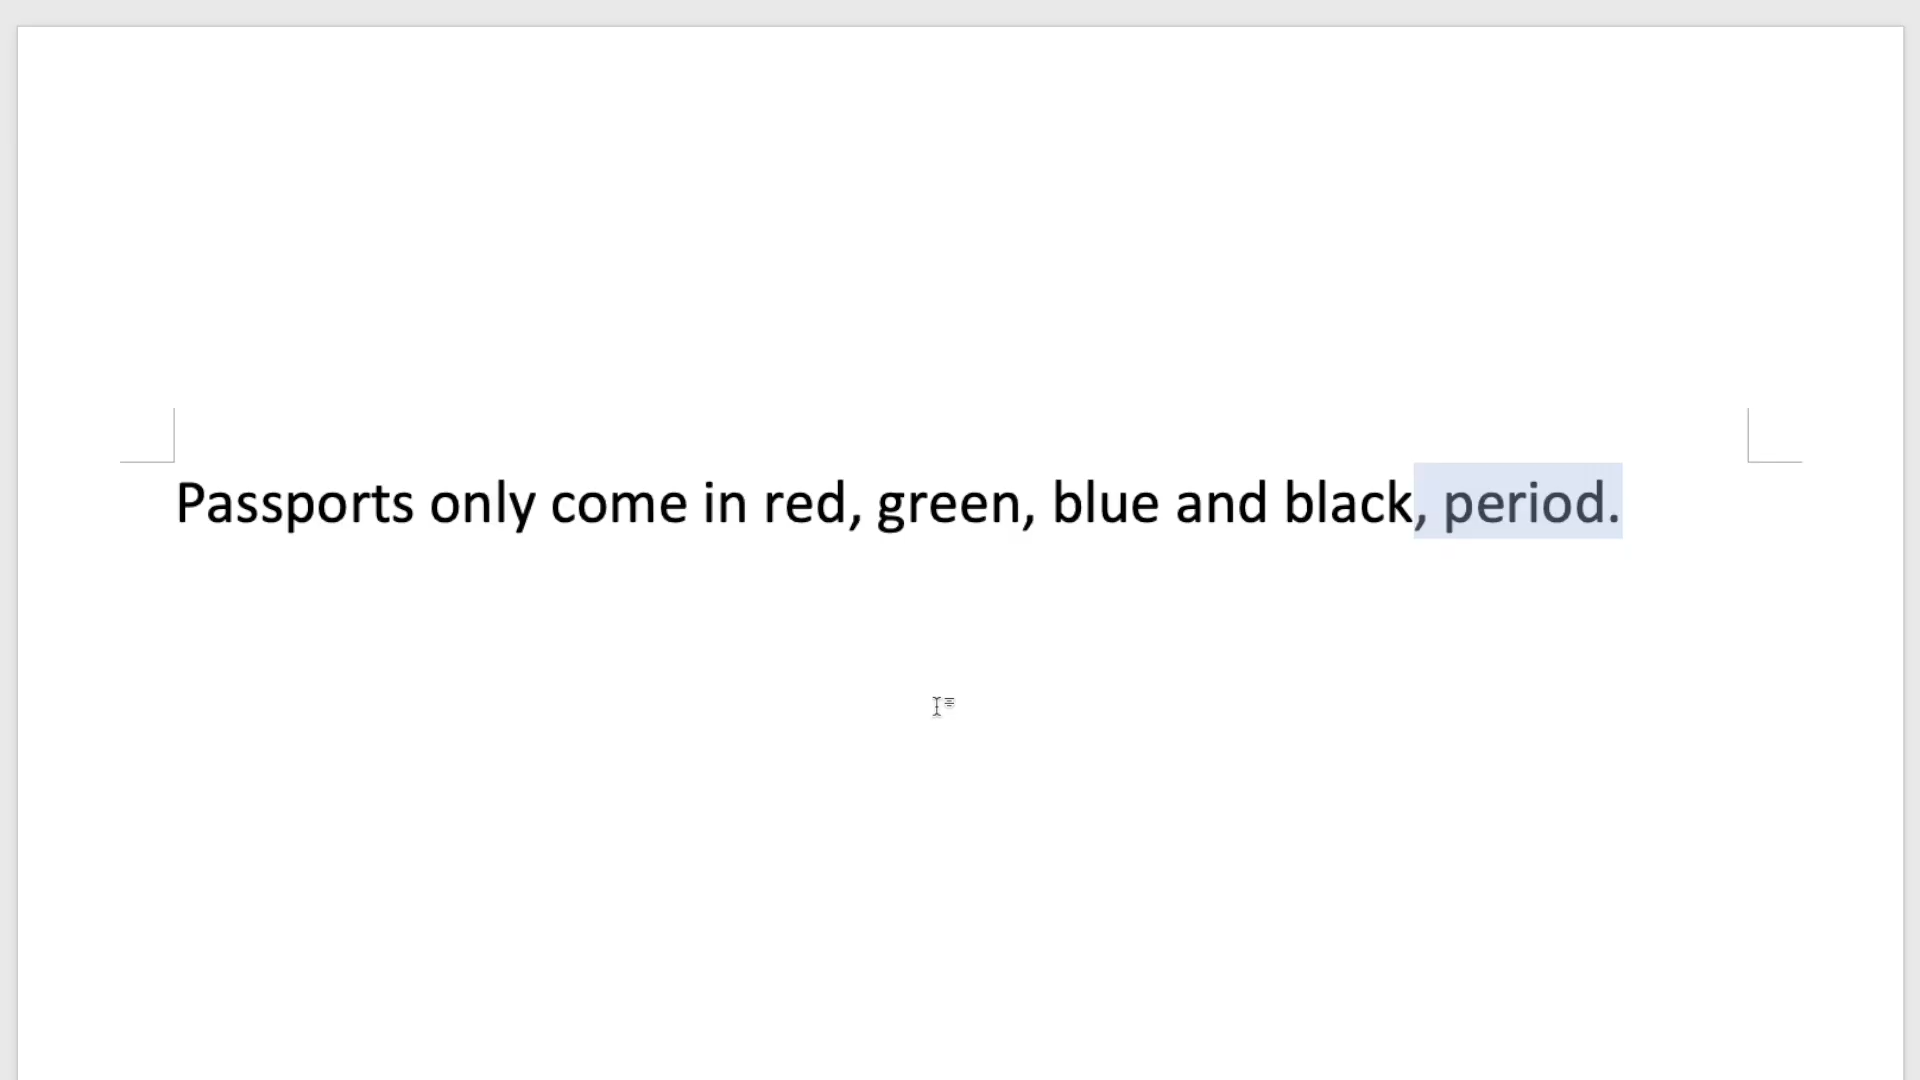 Passports only come in red, green, blue and black, period.